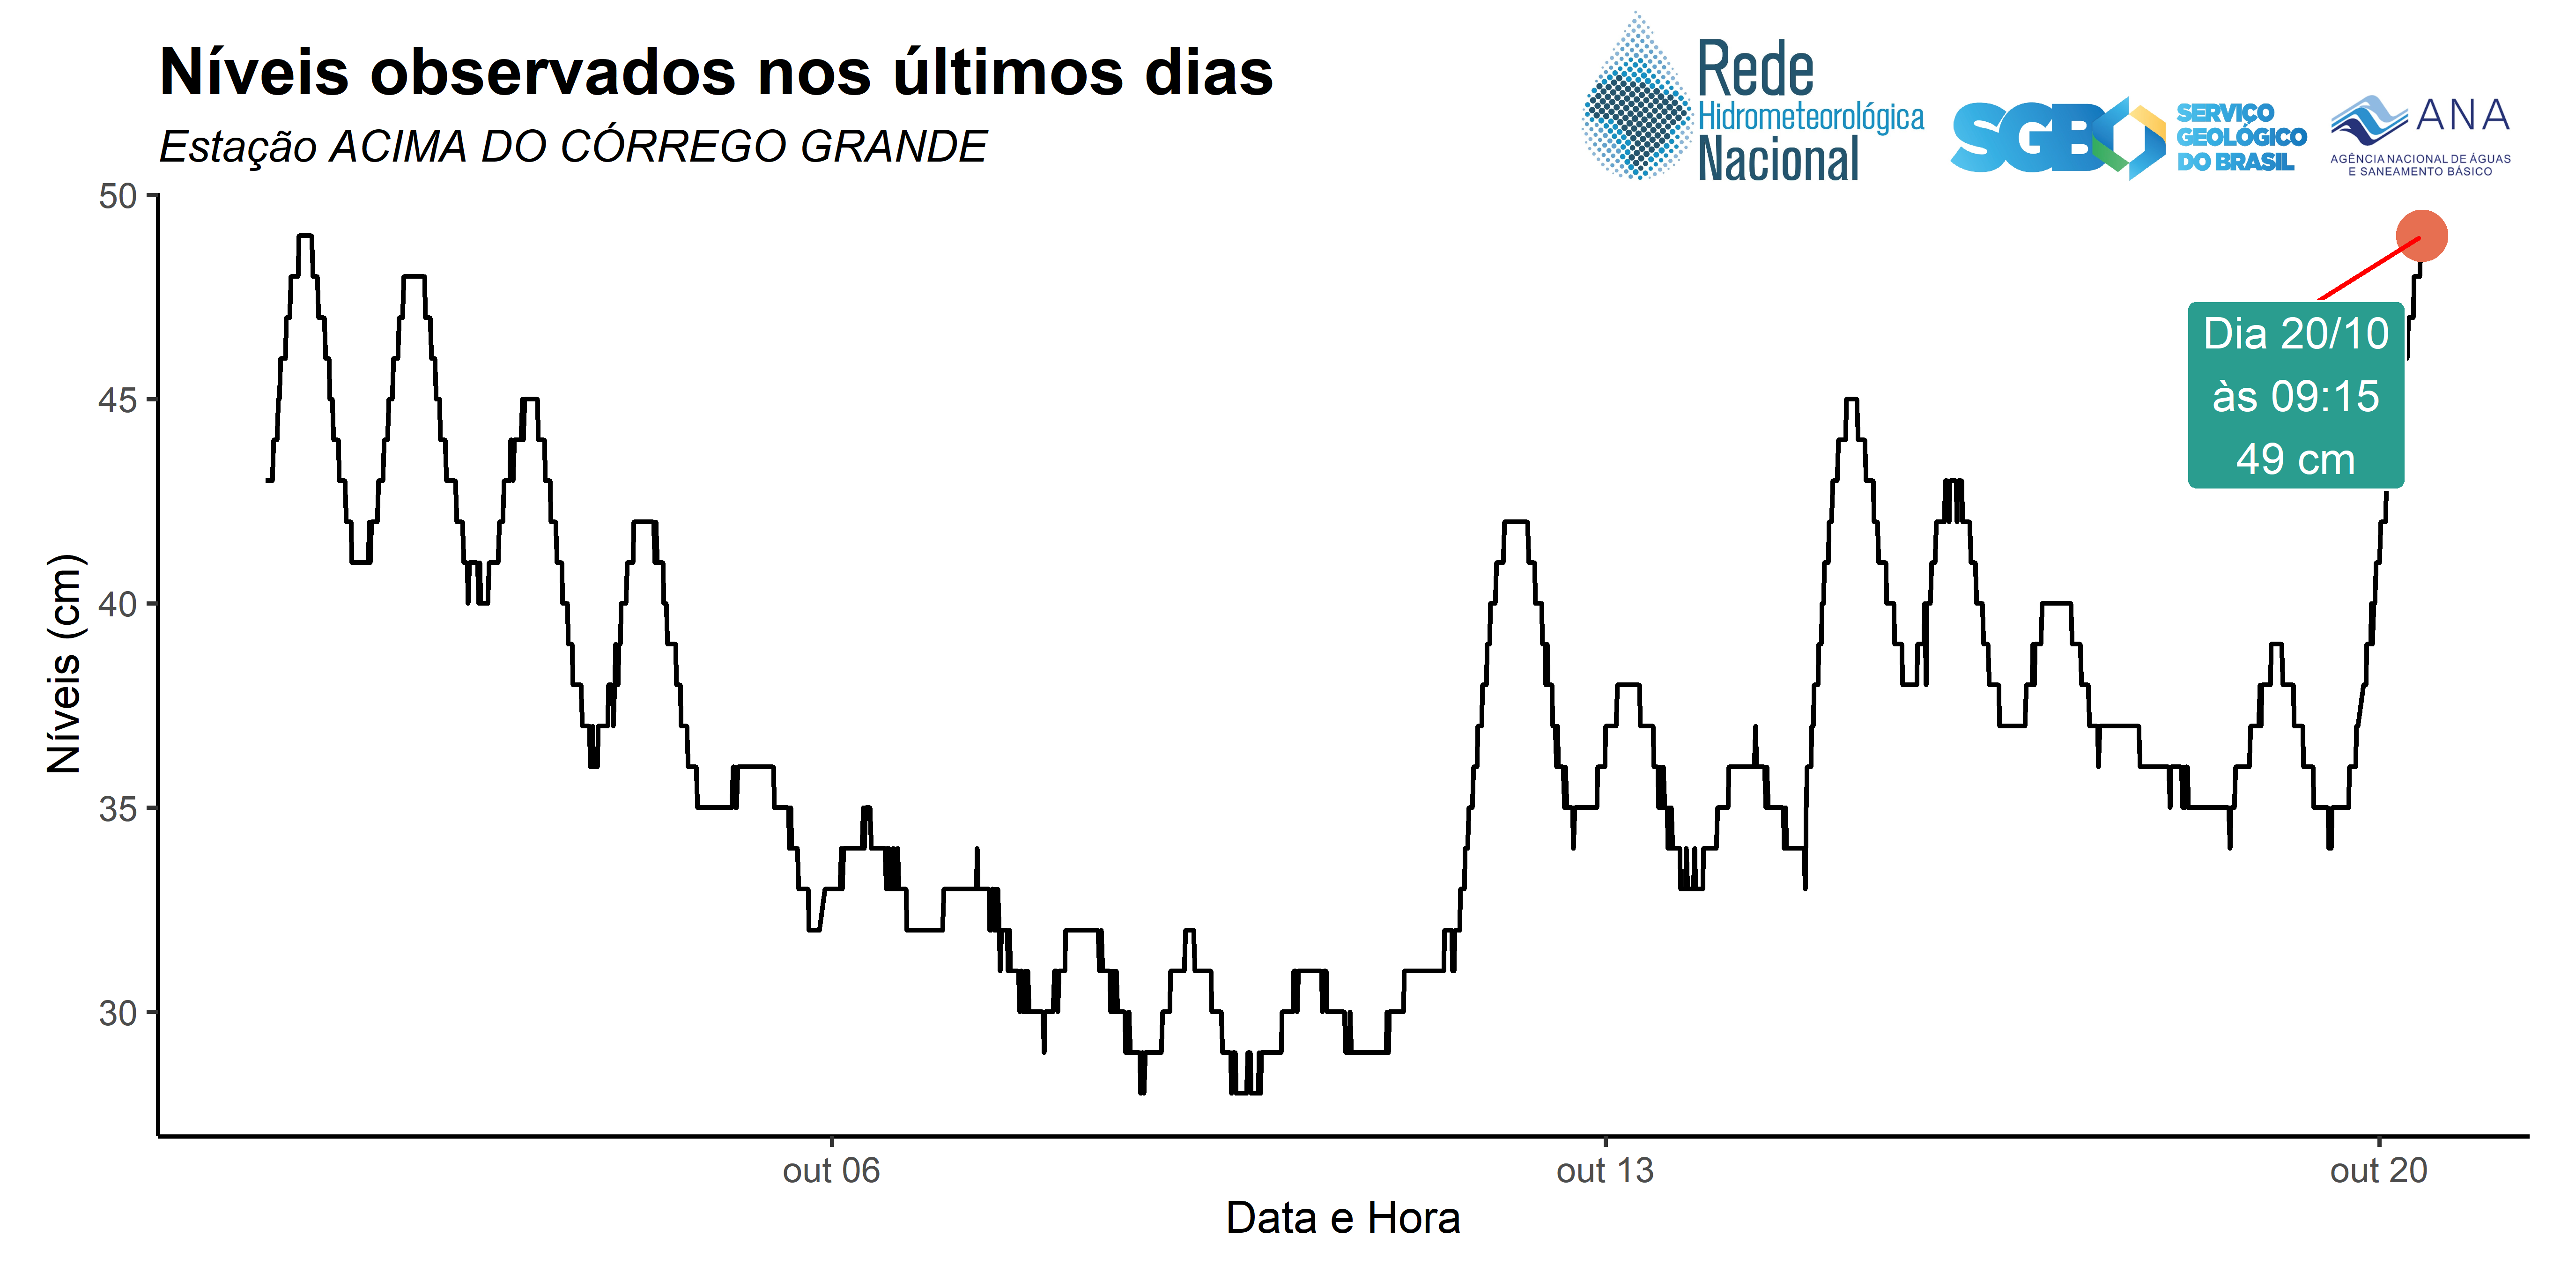 Níveis observados nos últimos dias
Estação ACIMA DO CÓRREGO GRANDE
Rede
Hidrometeorológica
Nacional
SGB
SERVIÇO
GEOLÓGICO
DO BRASIL
ANA
AGÊNCIA NACIONAL DE ÁGUAS
E SANEAMENTO BÁSICO
50
45
40
35
30
Níveis (cm)
Dia 20/10
às 09:15
49 cm
out 06
out 13
out 20
Data e Hora